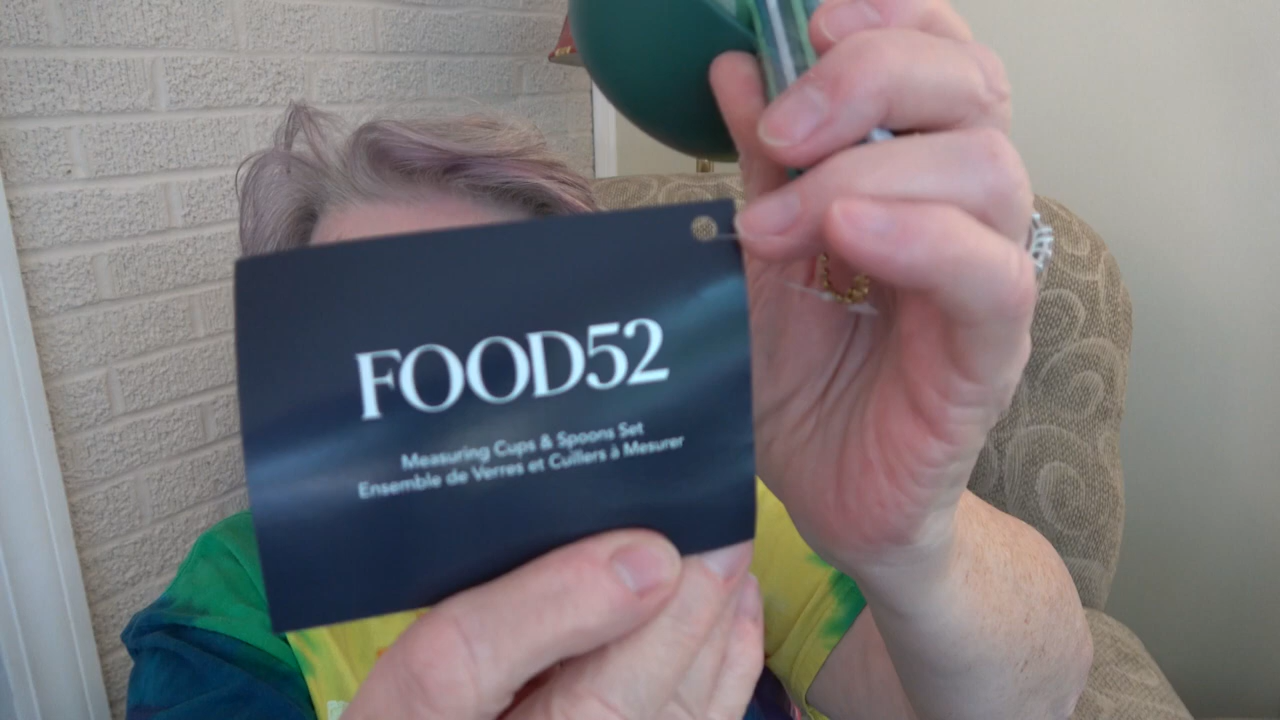 FOOD52
Measuring Cups & Spoons Set
Ensemble de Verres et Cuillers à Mesurer